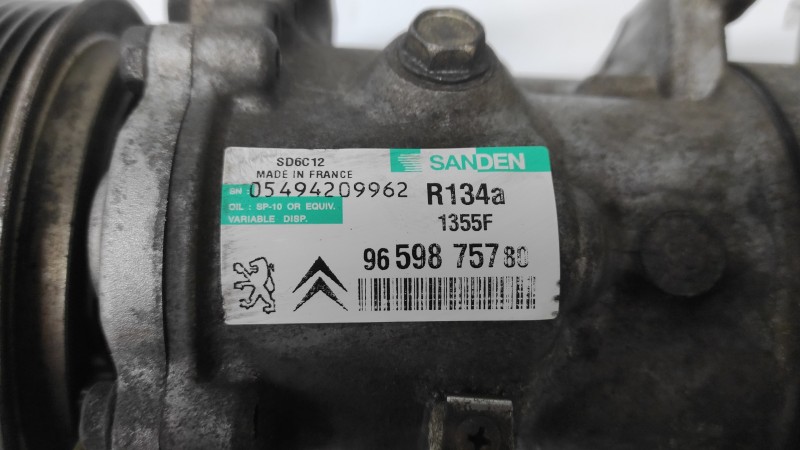 SD6C12
SANDEN
MADE IN FRANCE
SN 05494209962
R134a
OIL : SP-10 OR EQUIV.
VARIABLE DISP.
1355F
96 598 757 80